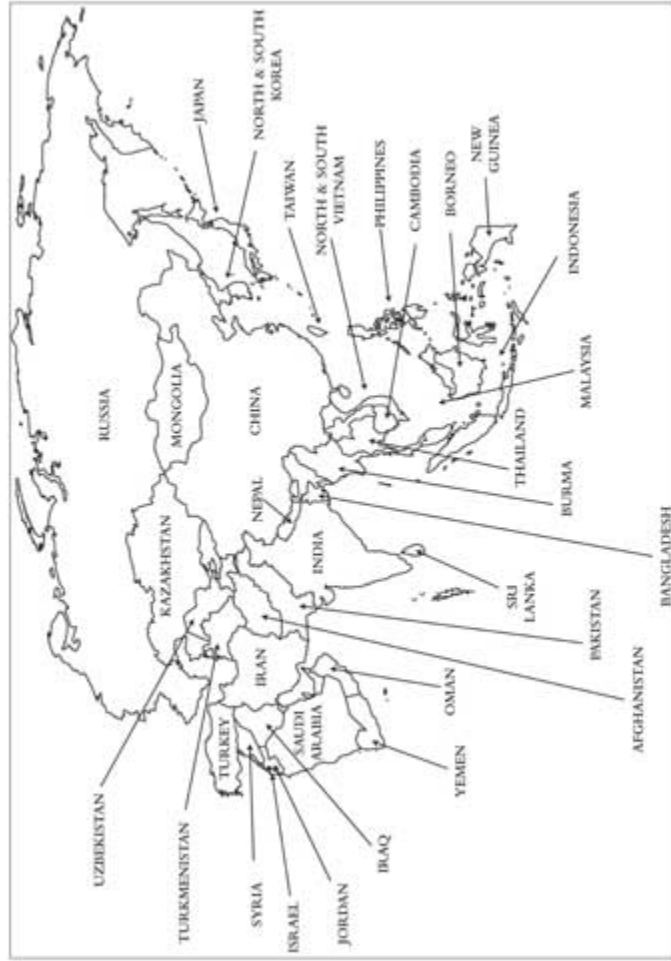 RUSSIA
JAPAN
NORTH & SOUTH
KOREA
MONGOLIA
KAZAKHSTAN
UZBEKISTAN
TURKMENISTAN
CHINA
TAIWAN
NORTH & SOUTH
VIETNAM
PHILIPPINES
CAMBODIA
BORNEO
NEW
GUINEA
TURKEY
SYRIA
ISRAEL
JORDAN
IRAQ
IRAN
NEPAL
INDIA
SAUDI
ARABIA
YEMEN
OMAN
AFGHANISTAN
PAKISTAN
SRI
LANKA
BANGLADESH
BURMA
THAILAND
MALAYSIA
INDONESIA